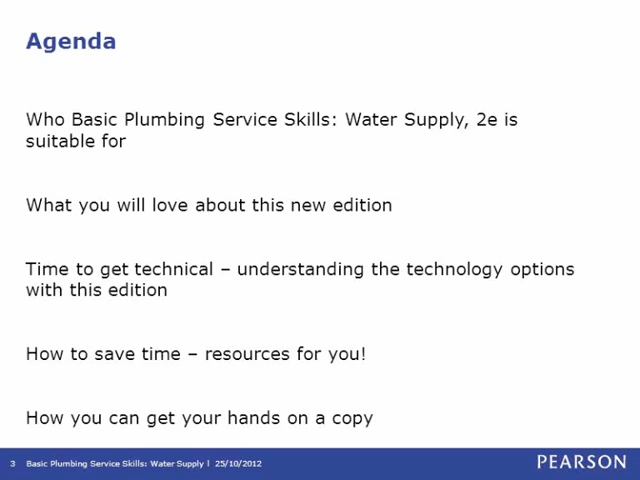 Agenda
Who Basic Plumbing Service Skills: Water Supply, 2e is
suitable for
What you will love about this new edition
Time to get technical – understanding the technology options
with this edition
How to save time – resources for you!
How you can get your hands on a copy
3 Basic Plumbing Service Skills: Water Supply | 25/10/2012
PEARSON